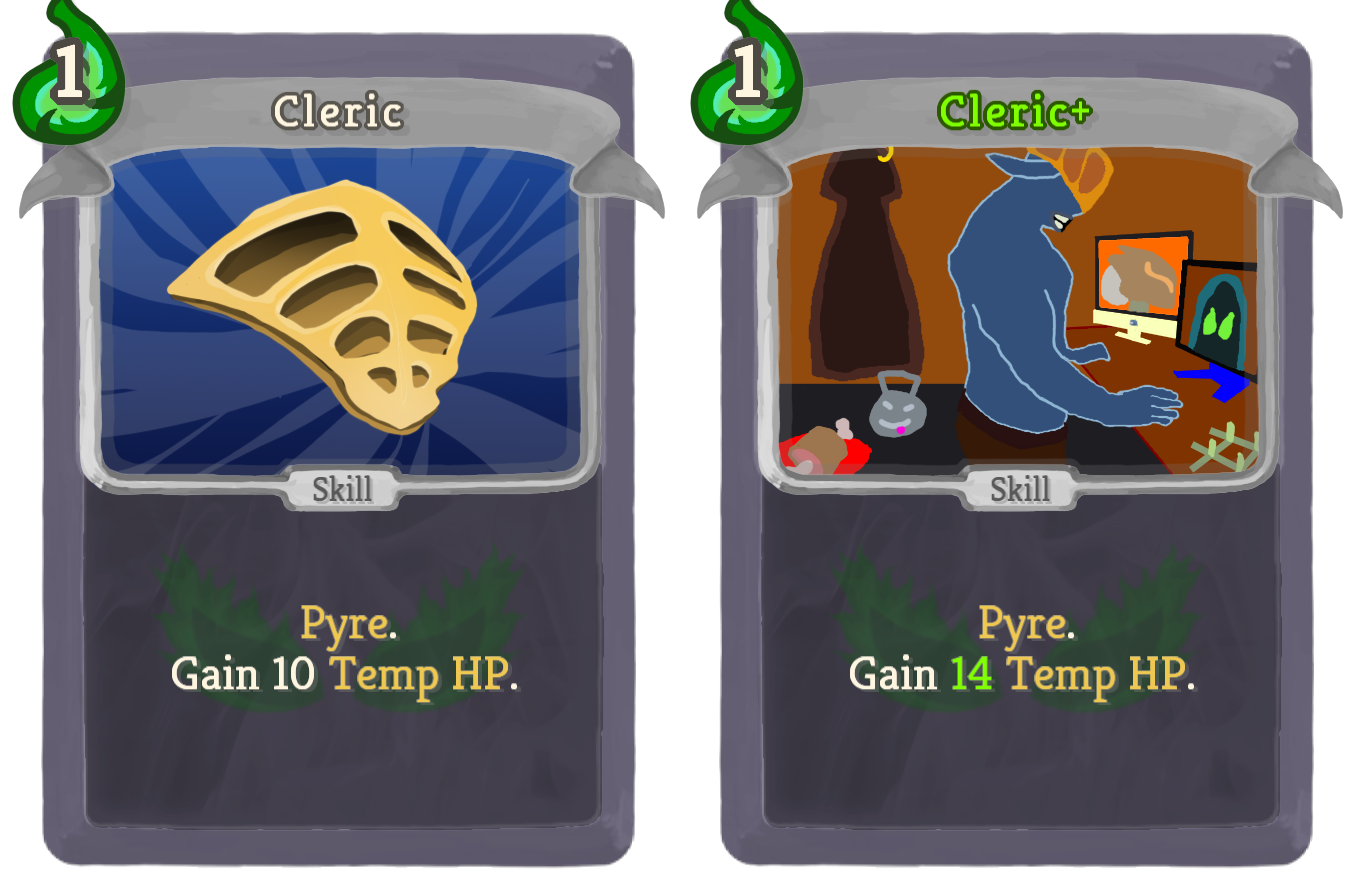 1
Cleric
Skill
Pyre.
Gain 10 Temp HP.
1
Cleric+
Skill
Pyre.
Gain 14 Temp HP.